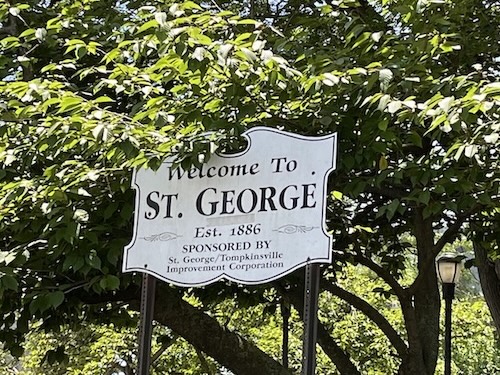 Welcome To
ST. GEORGE
Est. 1886
SPONSORED BY
St. George/Tompkinsville
Improvement Corporation